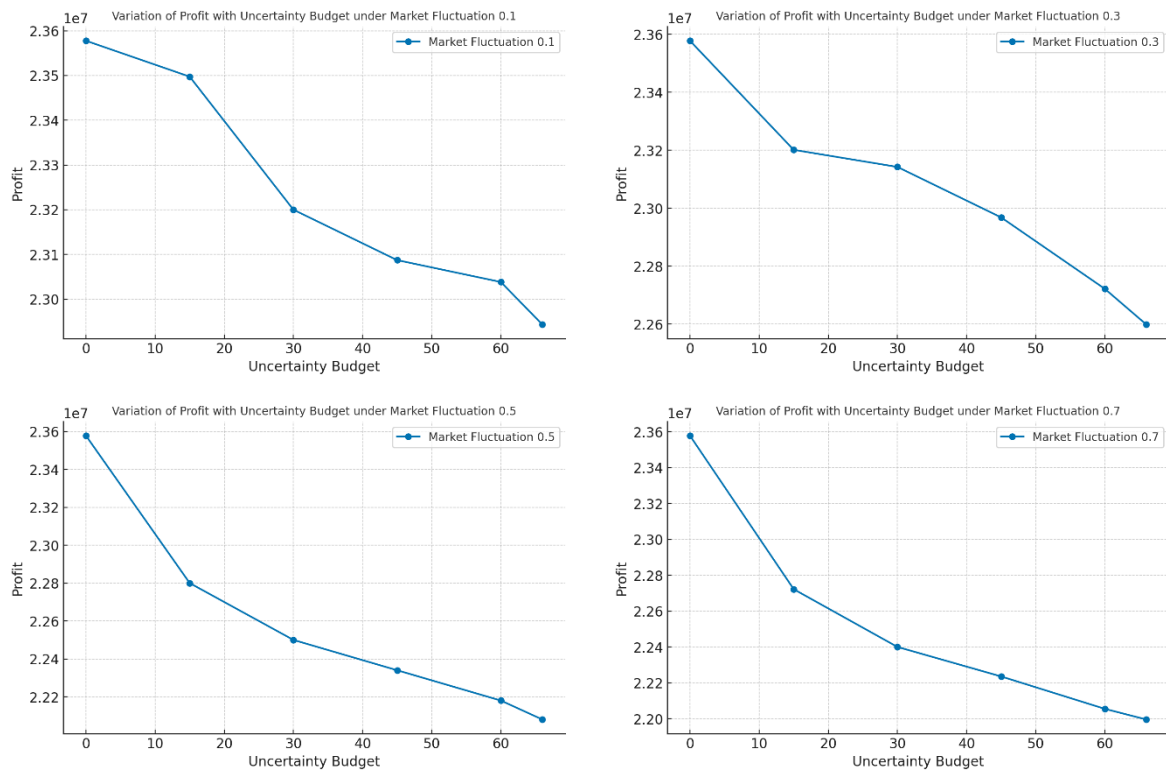 Variation of Profit with Uncertainty Budget under Market Fluctuation 0.1
1e7
Market Fluctuation 0.1
2.36
2.35
2.34
2.33
2.32
2.31
2.30
Profit
0 10 20 30 40 50 60
Uncertainty Budget
Variation of Profit with Uncertainty Budget under Market Fluctuation 0.3
1e7
Market Fluctuation 0.3
2.36
2.34
2.32
2.30
2.28
2.26
Profit
0 10 20 30 40 50 60
Uncertainty Budget
Variation of Profit with Uncertainty Budget under Market Fluctuation 0.5
1e7
Market Fluctuation 0.5
2.36
2.34
2.32
2.30
2.28
2.26
2.24
2.22
Profit
0 10 20 30 40 50 60
Uncertainty Budget
Variation of Profit with Uncertainty Budget under Market Fluctuation 0.7
1e7
Market Fluctuation 0.7
2.36
2.34
2.32
2.30
2.28
2.26
2.24
2.22
2.20
Profit
0 10 20 30 40 50 60
Uncertainty Budget